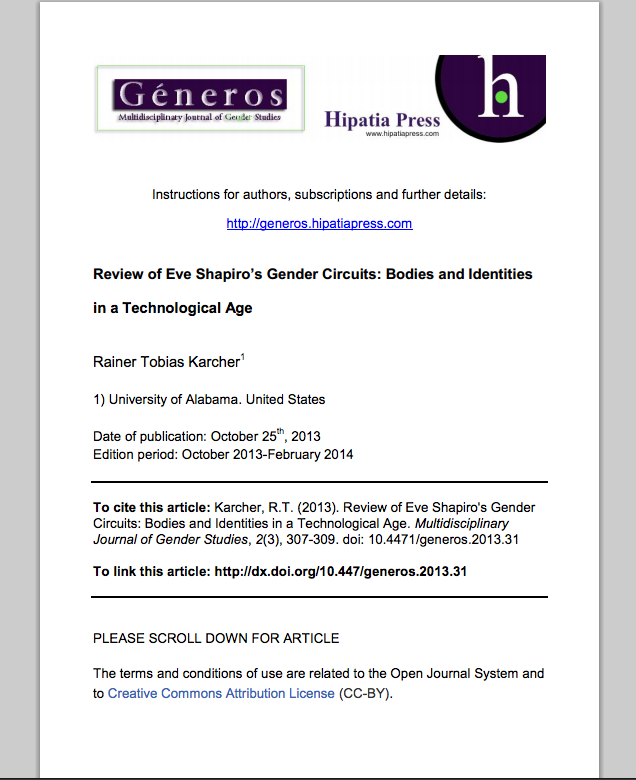 Géneros
Multidisciplinary Journal of Gender Studies
h
Hipatia Press
www.hipatiapress.com
Instructions for authors, subscriptions and further details:
http://generos.hipatiapress.com
Review of Eve Shapiro’s Gender Circuits: Bodies and Identities
in a Technological Age
Rainer Tobias Karcher1
1) University of Alabama. United States
Date of publication: October 25th, 2013
Edition period: October 2013-February 2014
To cite this article: Karcher, R.T. (2013). Review of Eve Shapiro's Gender
Circuits: Bodies and Identities in a Technological Age. Multidisciplinary
Journal of Gender Studies, 2(3), 307-309. doi: 10.4471/generos.2013.31
To link this article: http://dx.doi.org/10.447/generos.2013.31
PLEASE SCROLL DOWN FOR ARTICLE
The terms and conditions of use are related to the Open Journal System and
to Creative Commons Attribution License (CC-BY).